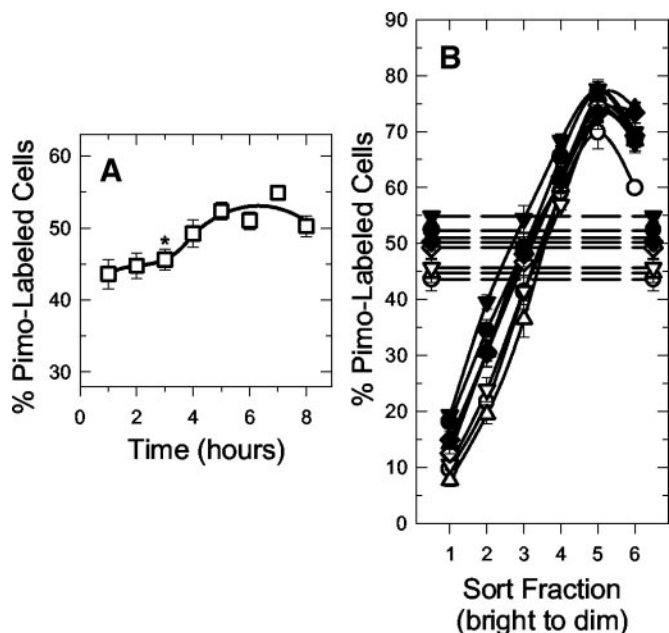 A
% Pimo-Labeled Cells
60
50
40
30
*
0 2 4 6 8
Time (hours)
B
% Pimo-Labeled Cells
90
80
70
60
50
40
30
20
10
0
1 2 3 4 5 6
Sort Fraction
(bright to dim)